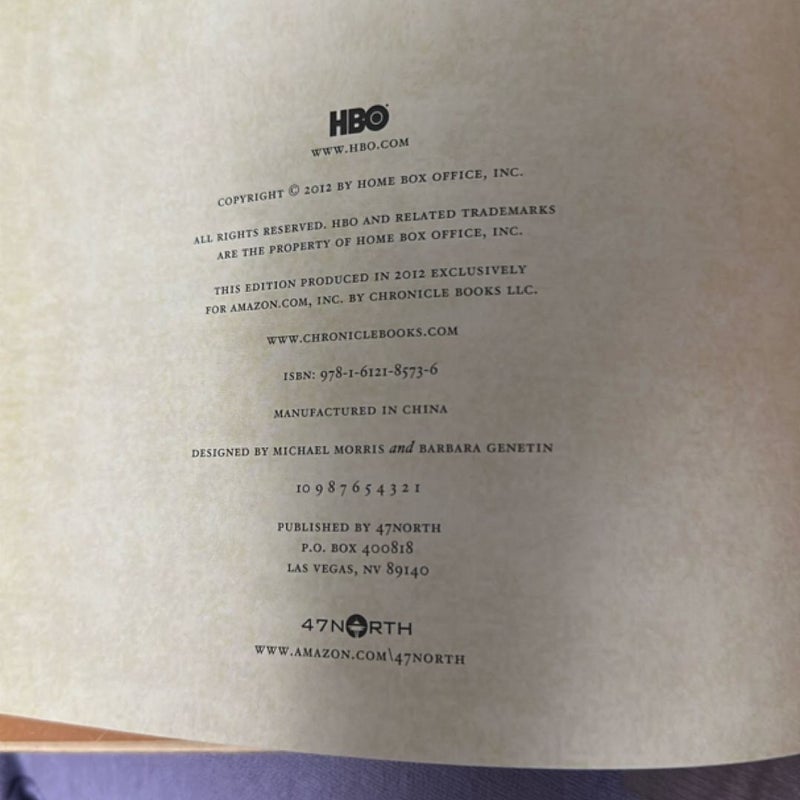 HBO
WWW.HBO.COM
COPYRIGHT © 2012 BY HOME BOX OFFICE, INC.
ALL RIGHTS RESERVED. HBO AND RELATED TRADEMARKS
ARE THE PROPERTY OF HOME BOX OFFICE, INC.
THIS EDITION PRODUCED IN 2012 EXCLUSIVELY
FOR AMAZON.COM, INC. BY CHRONICLE BOOKS LLC.
WWW.CHRONICLEBOOKS.COM
ISBN: 978-1-6121-8573-6
MANUFACTURED IN CHINA
DESIGNED BY MICHAEL MORRIS and BARBARA GENETIN
10 9 8 7 6 5 4 3 2 1
PUBLISHED BY 47NORTH
P.O. BOX 400818
LAS VEGAS, NV 89140
47NORTH
WWW.AMAZON.COM\47NORTH